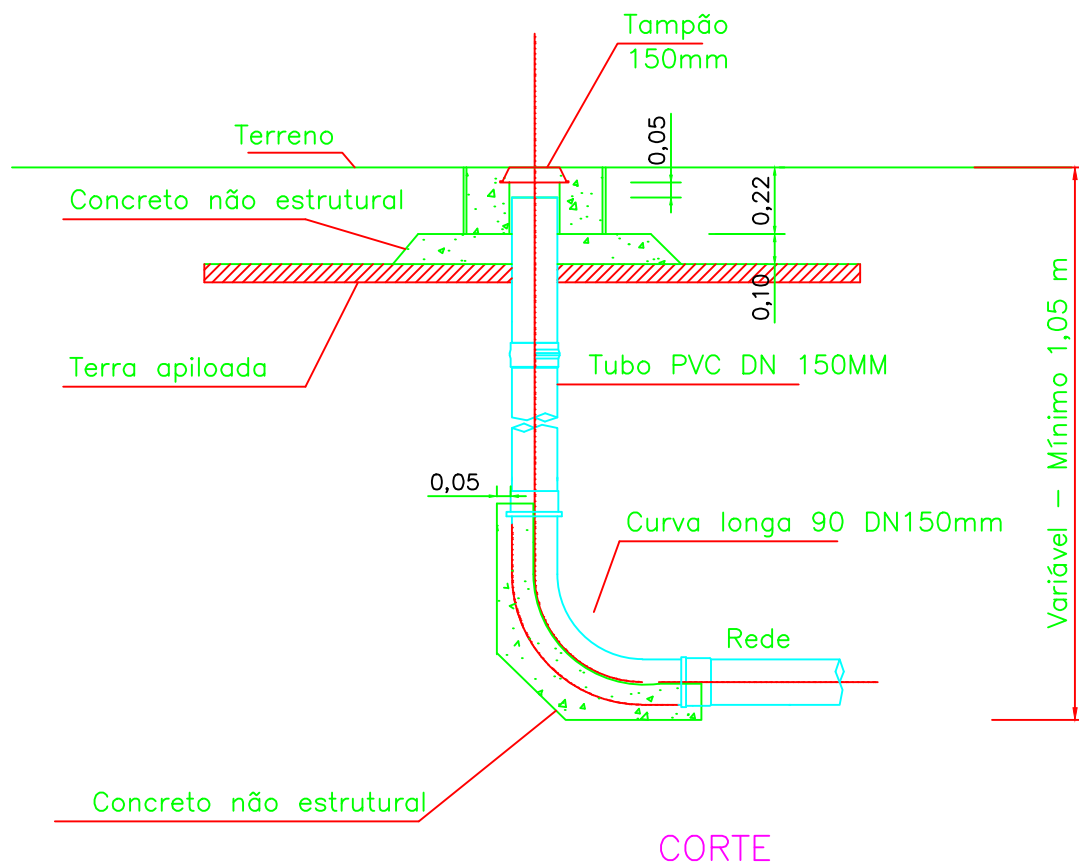 Tampão
150mm
0,05
Terreno
Concreto não estrutural
0,22
0,10
Terra apiloada
Tubo PVC DN 150MM
Variável - Mínimo 1,05 m
0,05
Curva longa 90 DN150mm
Rede
Concreto não estrutural
CORTE